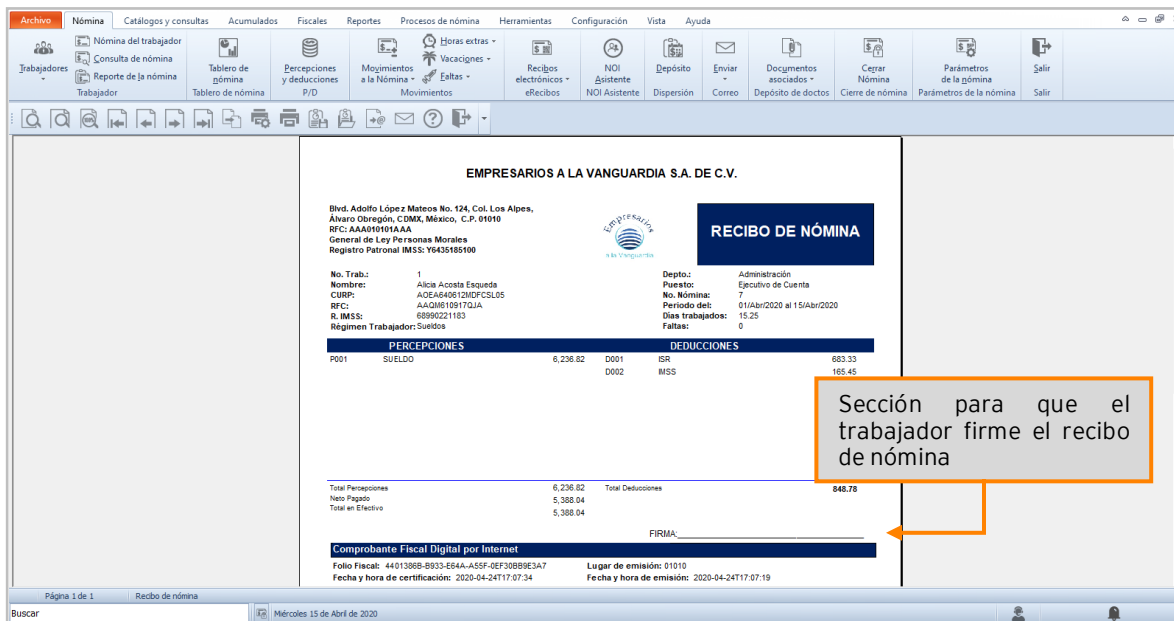 Archivo Nómina Catálogos y consultas Acumulados Fiscales Reportes Procesos de nómina Herramientas Configuración Vista Ayuda
Trabajadores
Nómina del trabajador
Consulta de nómina
Reporte de la nómina
Trabajador
Tablero de nómina
Tablero de nómina
Percepciones y deducciones
P/D
Movimientos a la Nómina
Horas extras
Vacaciones
Faltas
Movimientos
Recibos electrónicos
eRecibos
NOI Asistente
NOI Asistente
Depósito
Dispersión
Enviar
Correo
Documentos asociados
Depósito de doctos
Cerrar Nómina
Cierre de nómina
Parámetros de la nómina
Parámetros de la nómina
Salir
Salir
EMPRESARIOS A LA VANGUARDIA S.A. DE C.V.
Blvd. Adolfo López Mateos No. 124, Col. Los Alpes,
Álvaro Obregón, CDMX, México, C.P. 01010
RFC: AAA010101AAA
General de Ley Personas Morales
Registro Patronal IMSS: Y6435185100
Empresarios
a la Vanguardia
RECIBO DE NÓMINA
No. Trab.: 1
Nombre: Alicia Acosta Esqueda
CURP: AOEA640612MDFCSL05
RFC: AAQM610917QJA
R. IMSS: 68990221183
Régimen Trabajador: Sueldos
Depto.: Administración
Puesto: Ejecutivo de Cuenta
No. Nómina: 7
Periodo del: 01/Abr/2020 al 15/Abr/2020
Días trabajados: 15.25
Faltas: 0
PERCEPCIONES DEDUCCIONES
P001 SUELDO 6,236.82 D001 ISR 683.33
D002 IMSS 165.45
Sección para que el
trabajador firme el recibo
de nómina
Total Percepciones 6,236.82 Total Deducciones 848.78
Neto Pagado 5,388.04
Total en Efectivo 5,388.04
FIRMA:
Comprobante Fiscal Digital por Internet
Folio Fiscal: 4401386B-B933-E64A-A55F-0EF30BB9E3A7 Lugar de emisión: 01010
Fecha y hora de certificación: 2020-04-24T17:07:34 Fecha y hora de emisión: 2020-04-24T17:07:19
Página 1 de 1 Recibo de nómina
Buscar Miércoles 15 de Abril de 2020